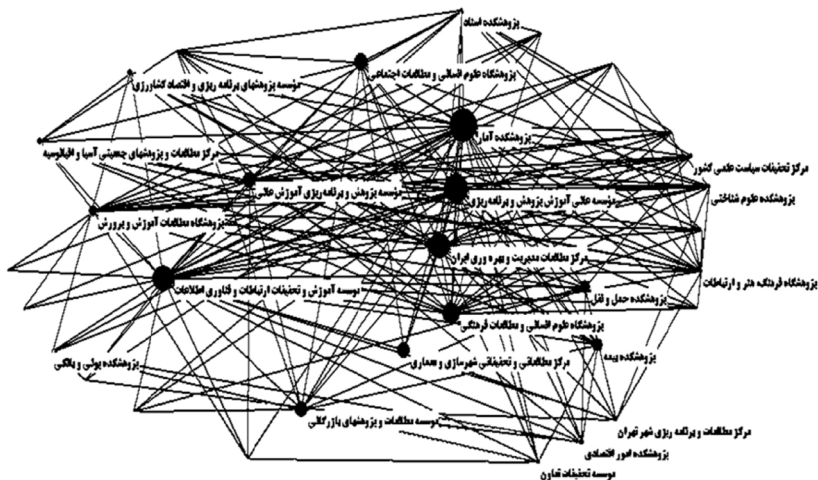 پژوهشکده اسناد
پژوهشگاه علوم انسانی و مطالعات اجتماعی
موسسه پژوهشهای برنامه ریزی و اقتصاد کشاورزی
پژوهشکده آمار
مرکز مطالعات و پژوهشهای جمعیتی آسیا و اقیانوسیه
مرکز تحقیقات سیاست علمی کشور
موسسه پژوهش و برنامه ریزی آموزش عالی
موسسه عالی آموزش پژوهش و برنامه ریزی
پژوهشکده علوم شناختی
پژوهشگاه مطالعات آموزش و پرورش
مرکز مطالعات مدیریت و بهره وری ایران
پژوهشگاه فرهنگ، هنر و ارتباطات
موسسه آموزش و تحقیقات ارتباطات و فناوری اطلاعات
پژوهشکده حمل و نقل
پژوهشگاه علوم انسانی و مطالعات فرهنگی
پژوهشکده بیمه
پژوهشکده پولی و بانکی
مرکز مطالعاتی و تحقیقاتی شهرسازی و معماری
موسسه مطالعات و پژوهشهای بازرگانی
مرکز مطالعات و برنامه ریزی شهر تهران
پژوهشکده امور اقتصادی
موسسه تحقیقات تعاون